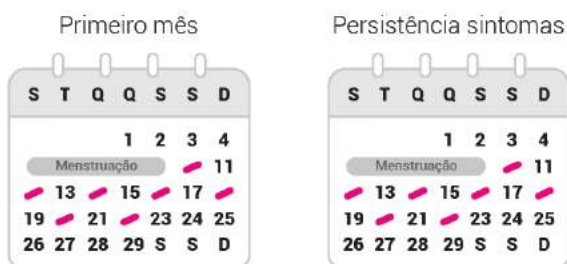 Primeiro mês
S T Q Q S S D
1 2 3 4
Menstruação 11
13 15 17
19 21 23 24 25
26 27 28 29 S S D
Persistência sintomas
S T Q Q S S D
1 2 3 4
Menstruação 11
13 15 17
19 21 23 24 25
26 27 28 29 S S D